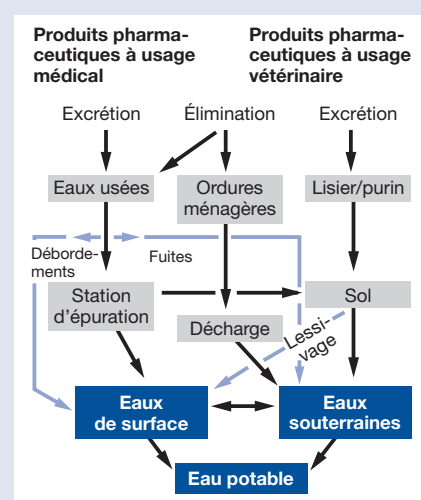 Produits pharma-
ceutiques à usage
médical
Produits pharma-
ceutiques à usage
vétérinaire
Excrétion
Élimination
Excrétion
Eaux usées
Ordures
ménagères
Lisier/purin
Déborde-
ments
Fuites
Station
d'épuration
Sol
Décharge
Lessi-
vage
Eaux
de surface
Eaux
souterraines
Eau potable